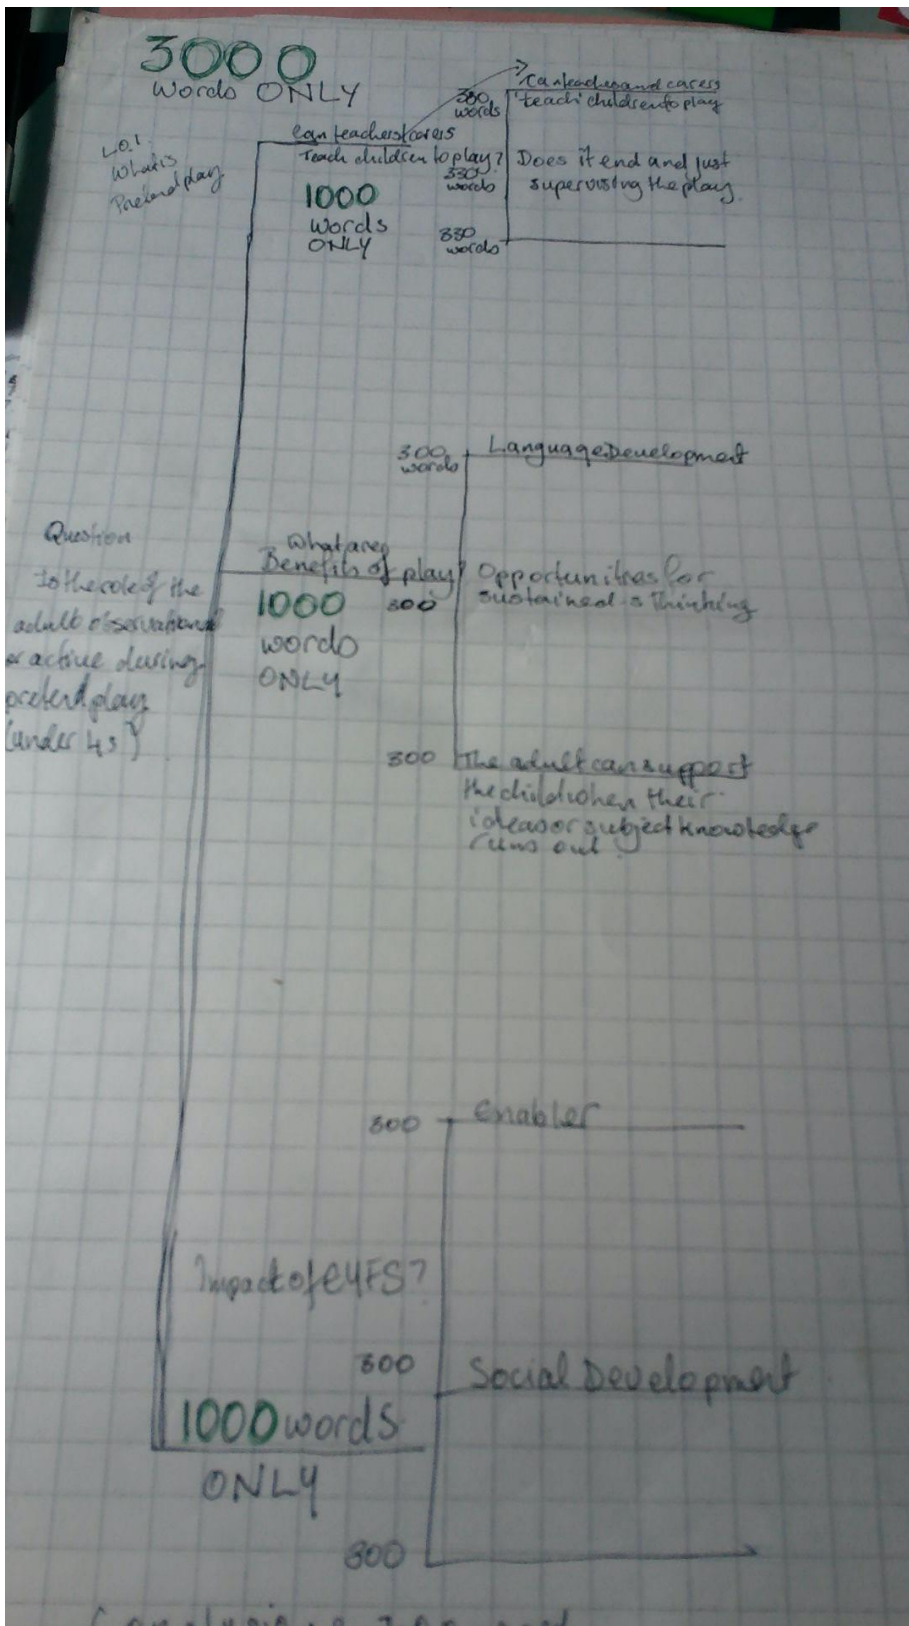 3000
words ONLY
L.O.1
What is
Pretend play
Can teachers/carers
Teach children to play?
1000
words
ONLY
330
words
Can teachers and carers
'teach' children to play
330
words
Does it end and just
supervising the play
330
words
Question
Is the role of the
adult observational
or active during
pretend play
(under 4s)
What are
Benefits of play
1000
words
ONLY
300
words
Language Development
300
Opportunities for
sustained s Thinking
300
The adult can support
the child when their
ideas or subject knowledge
runs out
Impact of EYFS?
1000 words
ONLY
300
Enabler
300
Social Development
300